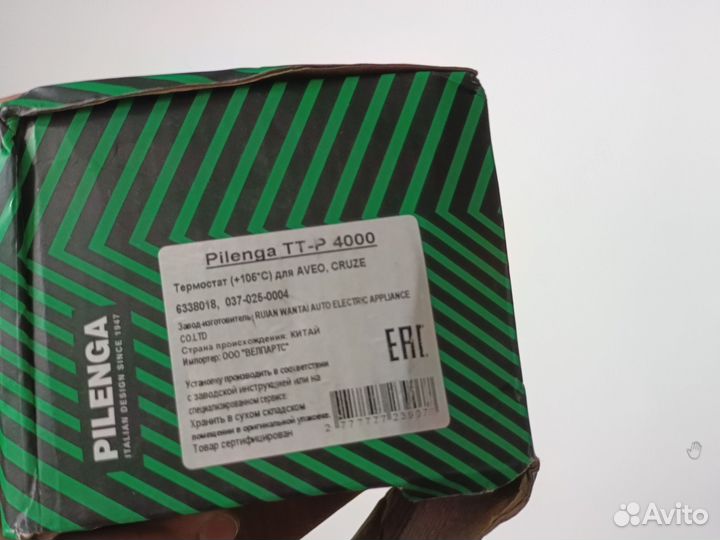 Pilenga TT-P 4000
Термостат (+106°C) для AVEO, CRUZE
6338018, 037-025-0004
Завод-изготовитель: RUIAN WANTAI AUTO ELECTRIC APPLIANCE
CO.LTD
Страна происхождения: КИТАЙ
Импортер: ООО "ВЕЛПАРТС"
EAC
Установку производить в соответствии
с заводской инструкцией или на
специализированном сервисе.
Хранить в сухом складском
помещении в оригинальной упаковке.
Товар сертифицирован
PILENGA
ITALIAN DESIGN SINCE 1947
Avito